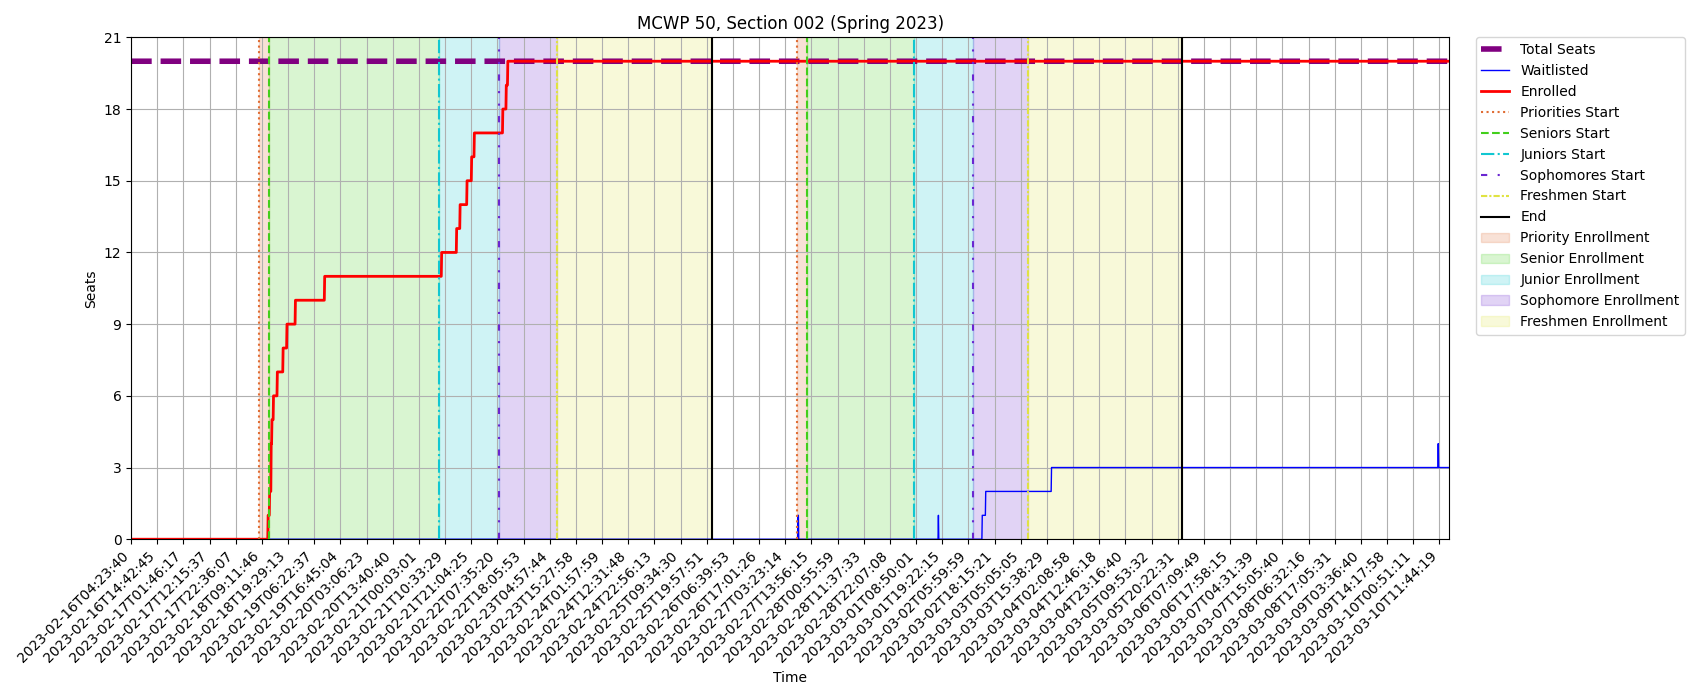 MCWP 50, Section 002 (Spring 2023)
Seats
21
18
15
12
9
6
3
0
2023-02-16T04:23:40
2023-02-16T14:42:45
2023-02-17T01:46:17
2023-02-17T12:15:37
2023-02-17T22:36:07
2023-02-18T09:11:46
2023-02-18T19:29:13
2023-02-19T06:22:37
2023-02-19T16:45:04
2023-02-20T03:06:23
2023-02-20T13:40:40
2023-02-21T00:03:01
2023-02-21T10:33:29
2023-02-21T21:04:25
2023-02-22T07:35:20
2023-02-22T18:05:53
2023-02-23T04:57:44
2023-02-23T15:27:58
2023-02-24T01:57:59
2023-02-24T12:31:48
2023-02-24T22:56:13
2023-02-25T09:34:30
2023-02-25T19:57:51
2023-02-26T06:39:53
2023-02-26T17:01:26
2023-02-27T03:23:14
2023-02-27T13:56:15
2023-02-28T00:55:59
2023-02-28T11:37:33
2023-02-28T22:07:08
2023-03-01T08:50:01
2023-03-01T19:22:15
2023-03-02T05:59:59
2023-03-02T18:15:21
2023-03-03T05:05:05
2023-03-03T15:38:29
2023-03-04T02:08:58
2023-03-04T12:46:18
2023-03-04T23:16:40
2023-03-05T09:53:32
2023-03-05T20:22:31
2023-03-06T07:09:49
2023-03-06T17:58:15
2023-03-07T04:31:39
2023-03-07T15:05:40
2023-03-08T06:32:16
2023-03-08T17:05:31
2023-03-09T03:36:40
2023-03-09T14:17:58
2023-03-10T00:51:11
2023-03-10T11:44:19
Time
Total Seats
Waitlisted
Enrolled
Priorities Start
Seniors Start
Juniors Start
Sophomores Start
Freshmen Start
End
Priority Enrollment
Senior Enrollment
Junior Enrollment
Sophomore Enrollment
Freshmen Enrollment